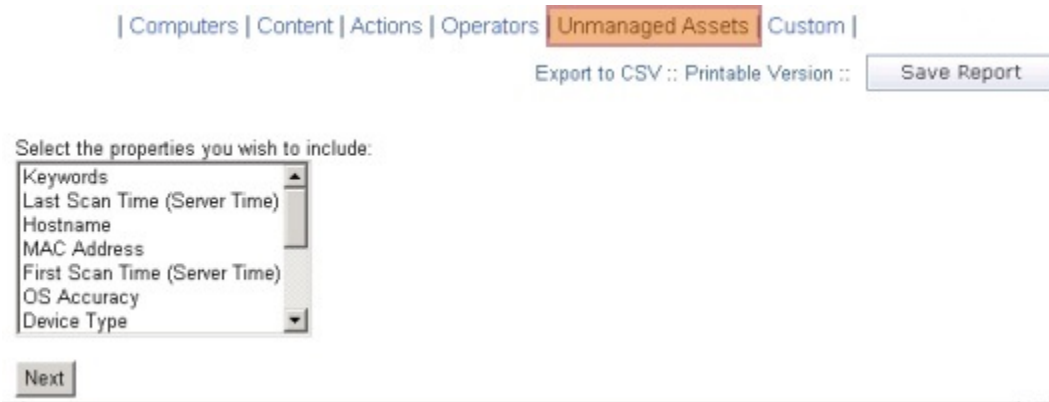 | Computers | Content | Actions | Operators | Unmanaged Assets | Custom |
Export to CSV :: Printable Version :: Save Report
Select the properties you wish to include:
Keywords
Last Scan Time (Server Time)
Hostname
MAC Address
First Scan Time (Server Time)
OS Accuracy
Device Type
Next